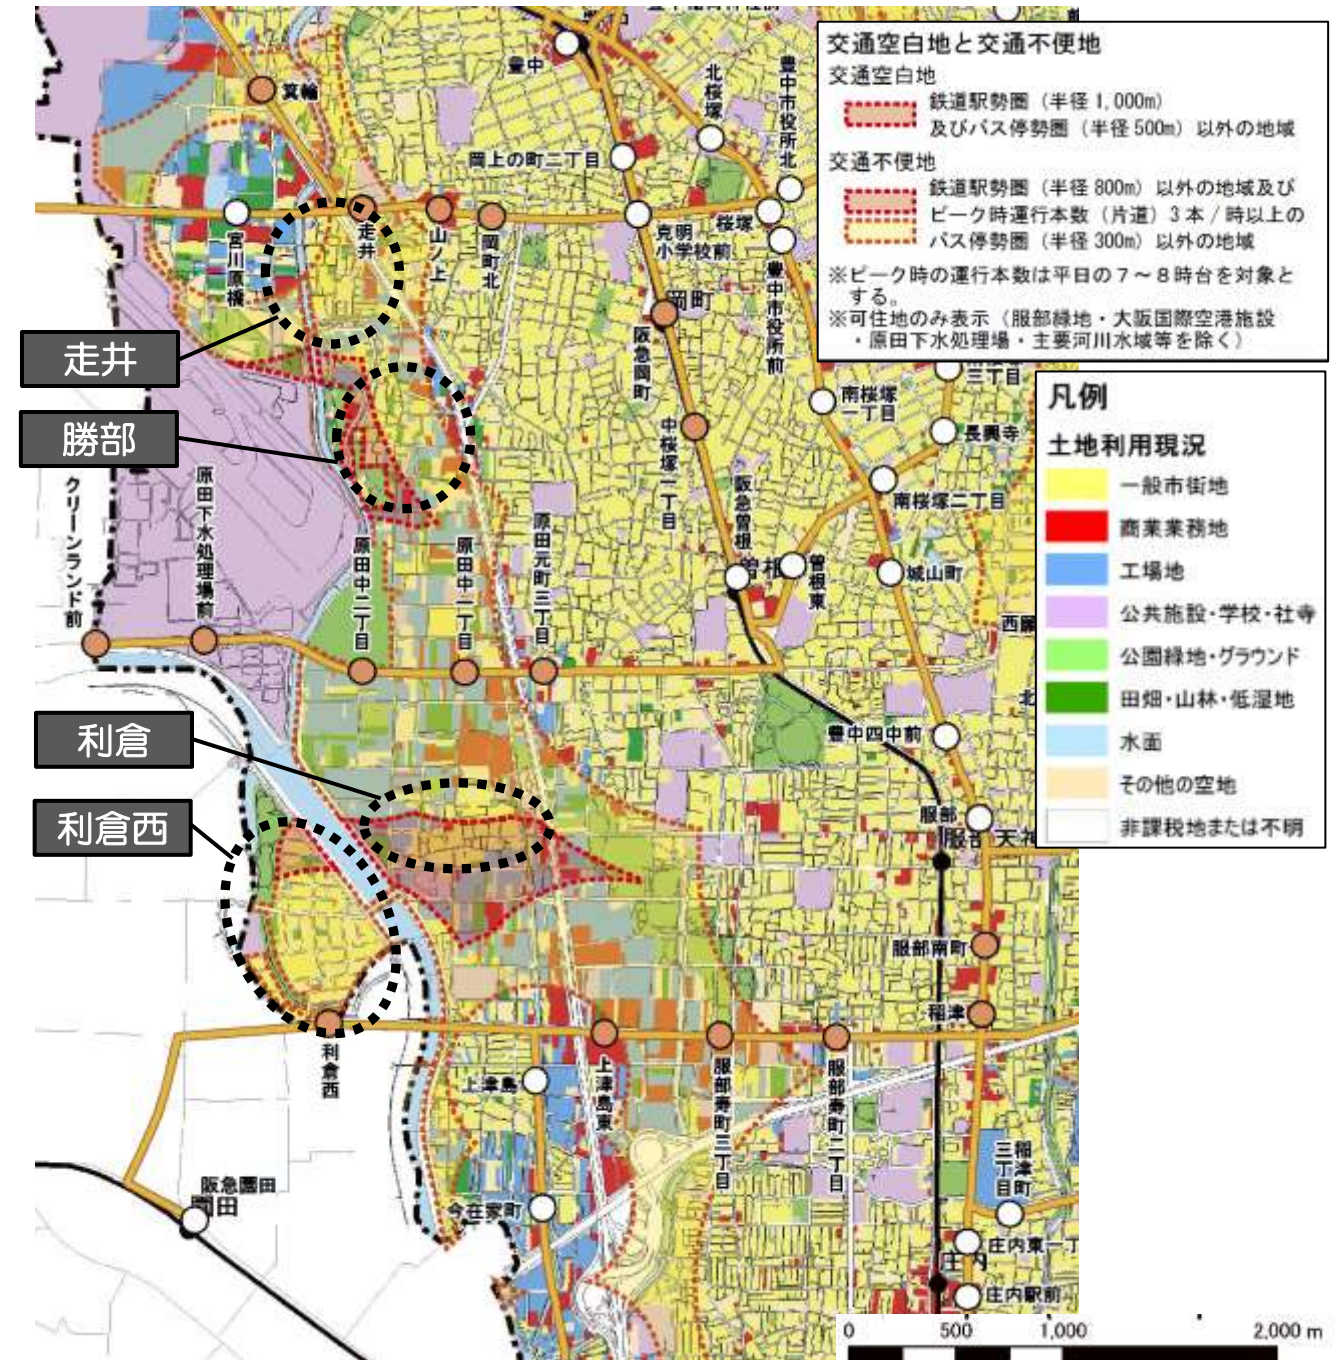 交通空白地と交通不便地
交通空白地
鉄道駅勢圏（半径1,000m）
及びバス停勢圏（半径500m）以外の地域
交通不便地
鉄道駅勢圏（半径800m）以外の地域及び
ピーク時運行本数（片道）3本/時以上の
バス停勢圏（半径300m）以外の地域
※ピーク時の運行本数は平日の7～8時台を対象と
する。
※可住地のみ表示（服部緑地・大阪国際空港施設
・原田下水処理場・主要河川水域等を除く）
凡例
土地利用現況
一般市街地
商業業務地
工場地
公共施設・学校・社寺
公園緑地・グラウンド
田畑・山林・低湿地
水面
その他の空地
非課税地または不明
走井
勝部
利倉
利倉西
箕輪
豊中
北桜塚
豊中市役所北
岡上の町二丁目
宮川原橋
走井
山ノ上
岡町北
克明
小学校前
桜塚
豊中市役所前
岡町
阪急岡町
三丁目
南桜塚
一丁目
長興寺
中桜塚一丁目
南桜塚二丁目
阪急曽根
曽根
曽根東
城山町
クリーンランド前
原田下水処理場前
原田中二丁目
原田中一丁目
原田元町三丁目
西願
北
豊中四中前
服部
服部天神
服部南町
稲津
利倉西
上津島
上津島東
服部寿町三丁目
服部寿町二丁目
稲津町
三丁目
阪急園田
園田
今在家町
庄内東一丁
庄内
庄内駅前
0 500 1,000 2,000 m